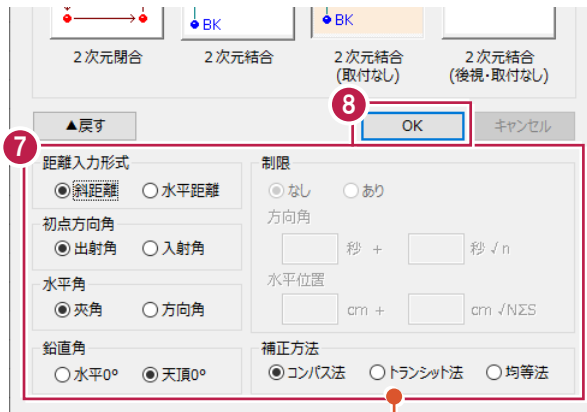 BK
BK
2次元閉合
2次元結合
2次元結合
(取付なし)
2次元結合
(後視・取付なし)
8
▲戻す
OK
キャンセル
7
距離入力形式
斜距離
水平距離
初点方向角
出射角
入射角
水平角
夾角
方向角
鉛直角
水平0°
天頂0°
制限
なし
あり
方向角
秒 +
秒√n
水平位置
cm +
cm √NΣS
補正方法
コンパス法
トランシット法
均等法